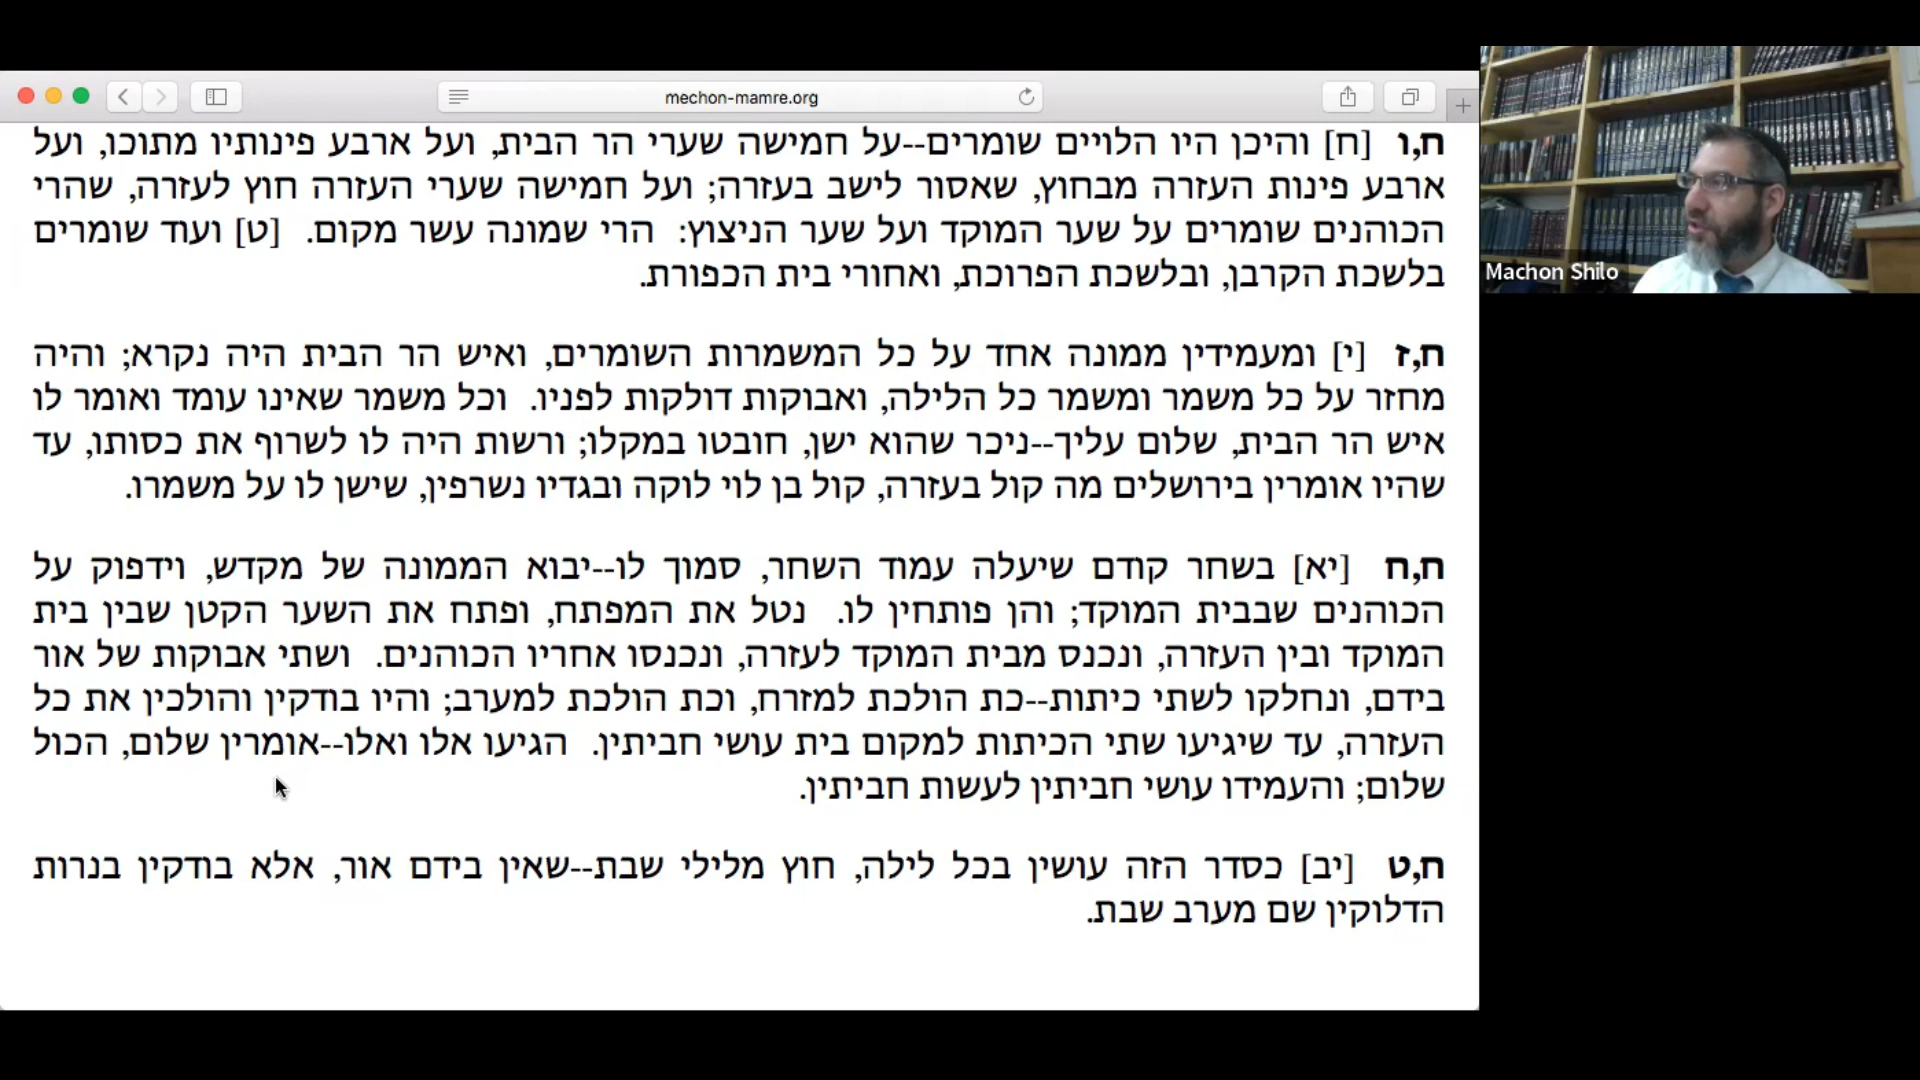 mechon-mamre.org
ח,ו [ח] והיכן היו הלויים שומרים--על חמישה שערי הר הבית, ועל ארבע פינותיו מתוכו, ועל
ארבע פינות העזרה מבחוץ, שאסור לישב בעזרה; ועל חמישה שערי העזרה חוץ לעזרה, שהרי
הכוהנים שומרים על שער המוקד ועל שער הניצוץ: הרי שמונה עשר מקום. [ט] ועוד שומרים
בלשכת הקרבן, ובלשכת הפרוכת, ואחורי בית הכפורת.
ח,ז [י] ומעמידין ממונה אחד על כל המשמרות השומרים, ואיש הר הבית היה נקרא; והיה
מחזר על כל משמר ומשמר כל הלילה, ואבוקות דולקות לפניו. וכל משמר שאינו עומד ואומר לו
איש הר הבית, שלום עליך--ניכר שהוא ישן, חובטו במקלו; ורשות היה לו לשרוף את כסותו, עד
שהיו אומרין בירושלים מה קול בעזרה, קול בן לוי לוקה ובגדיו נשרפין, שישן לו על משמרו.
ח,ח [יא] בשחר קודם שיעלה עמוד השחר, סמוך לו--יבוא הממונה של מקדש, וידפוק על
הכוהנים שבבית המוקד; והן פותחין לו. נטל את המפתח, ופתח את השער הקטן שבין בית
המוקד ובין העזרה, ונכנס מבית המוקד לעזרה, ונכנסו אחריו הכוהנים. ושתי אבוקות של אור
בידם, ונחלקו לשתי כיתות--כת הולכת למזרח, וכת הולכת למערב; והיו בודקין והולכין את כל
העזרה, עד שיגיעו שתי הכיתות למקום בית עושי חביתין. הגיעו אלו ואלו--אומרין שלום, הכול
שלום; והעמידו עושי חביתין לעשות חביתין.
ח,ט [יב] כסדר הזה עושין בכל לילה, חוץ מלילי שבת--שאין בידם אור, אלא בודקין בנרות
הדלוקין שם מערב שבת.
Machon Shilo